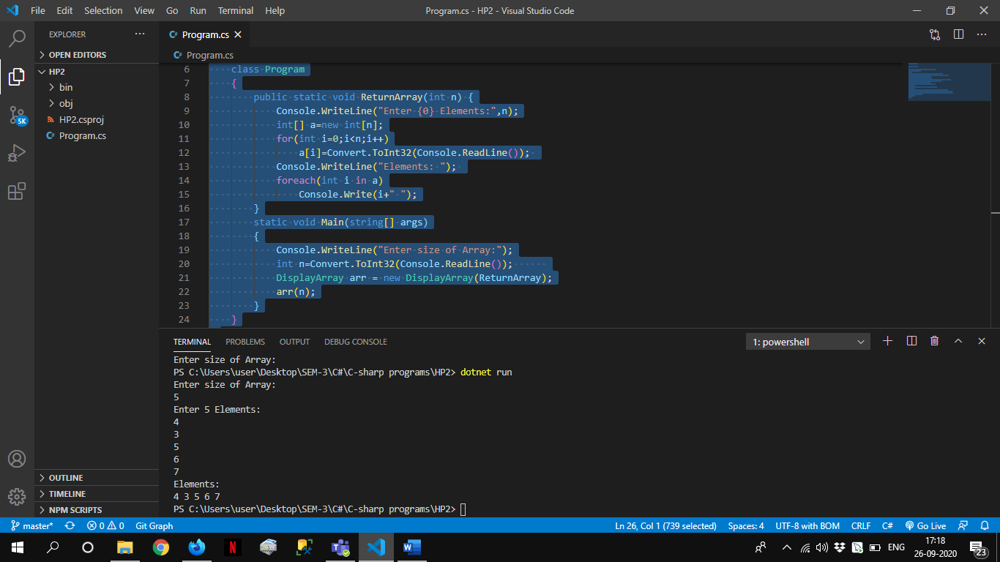 File Edit Selection View Go Run Terminal Help
Program.cs - HP2 - Visual Studio Code
EXPLORER
OPEN EDITORS
HP2
bin
obj
HP2.csproj
C# Program.cs
5K
OUTLINE
TIMELINE
NPM SCRIPTS
C# Program.cs
C# Program.cs
6 class Program
7 {
8 public static void ReturnArray(int n) {
9 Console.WriteLine("Enter {0} Elements:",n);
10 int[] a=new int[n];
11 for(int i=0;i<n;i++)
12 a[i]=Convert.ToInt32(Console.ReadLine());
13 Console.WriteLine("Elements: ");
14 foreach(int i in a)
15 Console.Write(i+" ");
16 }
17 static void Main(string[] args)
18 {
19 Console.WriteLine("Enter size of Array:");
20 int n=Convert.ToInt32(Console.ReadLine());
21 DisplayArray arr = new DisplayArray(ReturnArray);
22 arr(n);
23 }
24 }
TERMINAL PROBLEMS OUTPUT DEBUG CONSOLE
1: powershell
Enter size of Array:
PS C:\Users\user\Desktop\SEM-3\C#\C-sharp programs\HP2> dotnet run
Enter size of Array:
5
Enter 5 Elements:
4
3
5
6
7
Elements:
4 3 5 6 7
PS C:\Users\user\Desktop\SEM-3\C#\C-sharp programs\HP2>
master* 0 0 Git Graph
Ln 26, Col 1 (739 selected) Spaces: 4 UTF-8 with BOM CRLF C# Go Live
N
W
ENG
17:18
26-09-2020
23